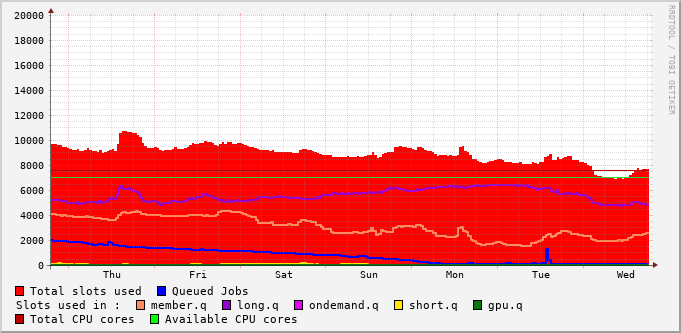 20000
18000
16000
14000
12000
10000
8000
6000
4000
2000
0
Thu Fri Sat Sun Mon Tue Wed
RRDTOOL / TOBI OETIKER
Total slots used Queued Jobs
Slots used in : member.q long.q ondemand.q short.q gpu.q
Total CPU cores Available CPU cores